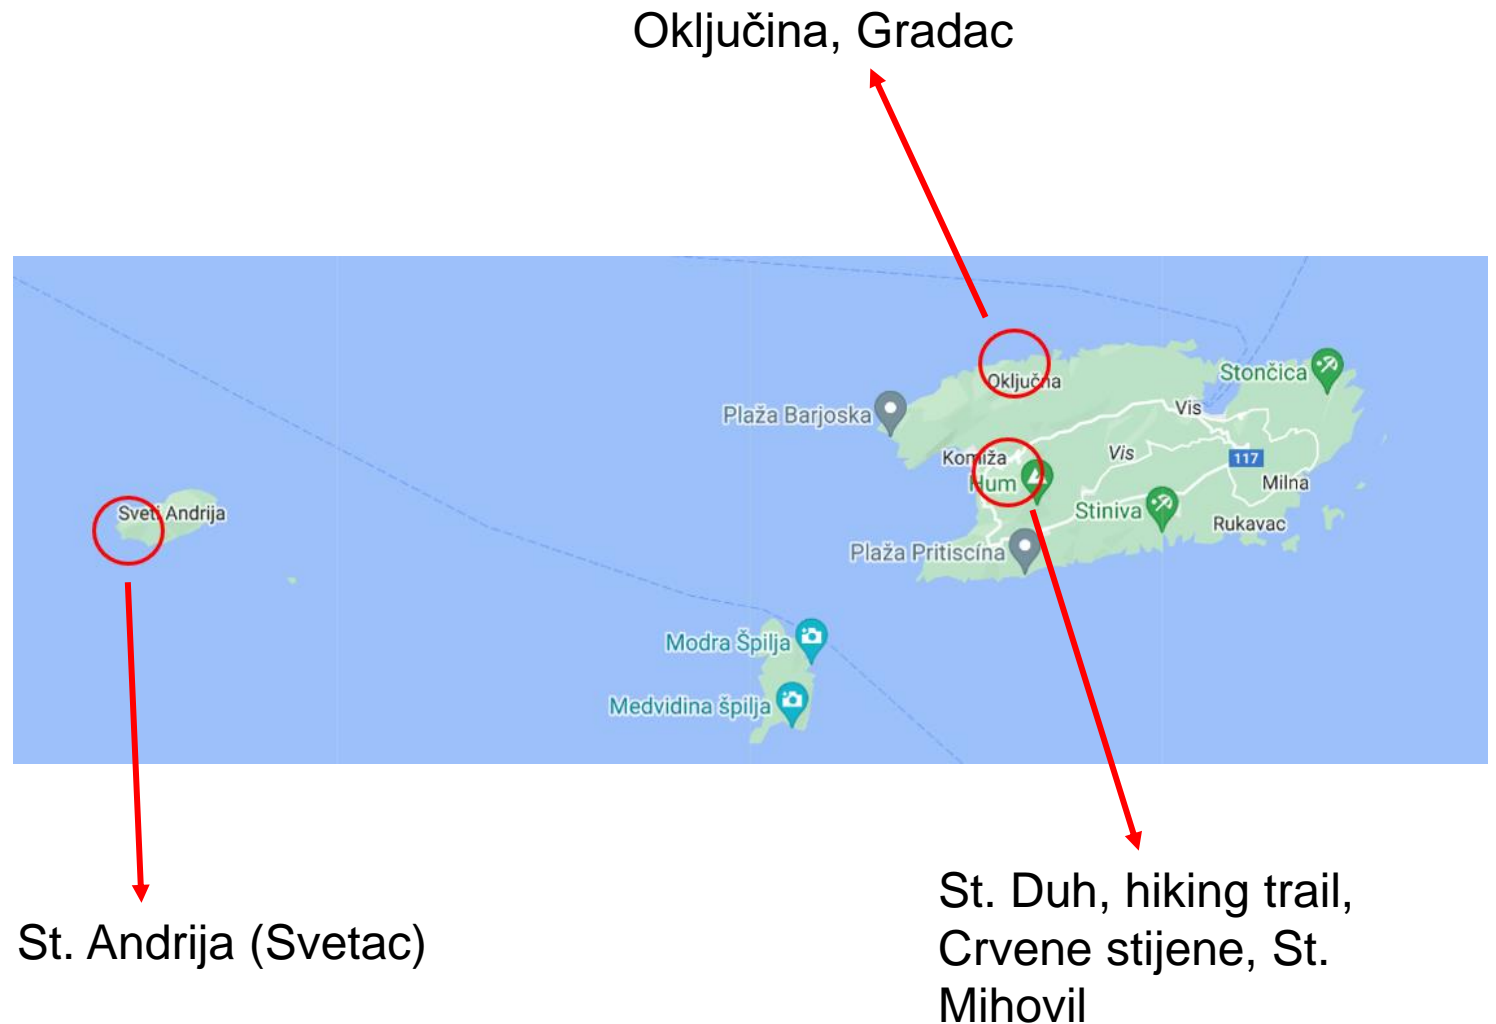 Oključina, Gradac
Oključna
Stončica
Plaža Barjoska
Vis
Komiža
Vis
117
Hum
Milna
Stiniva
Rukavac
Sveti Andrija
Plaža Pritiscína
Modra Špilja
Medvidina špilja
St. Andrija (Svetac)
St. Duh, hiking trail,
Crvene stijene, St.
Mihovil